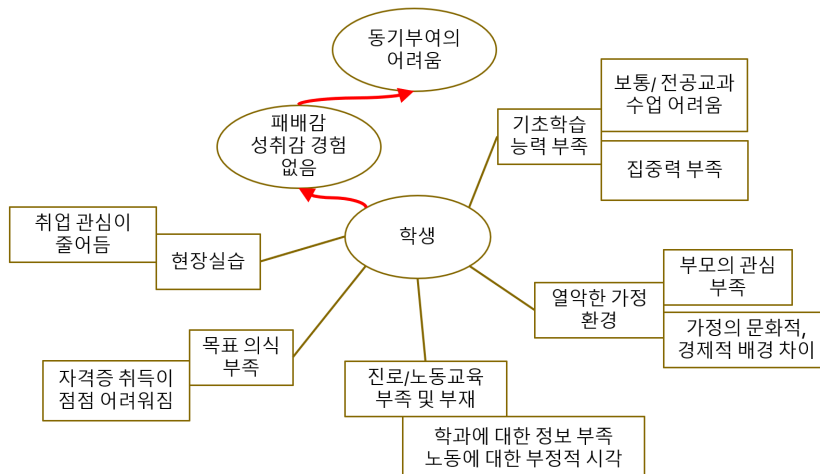 동기부여의
어려움
패배감
성취감 경험
없음
보통/ 전공교과
수업 어려움
기초학습
능력 부족
집중력 부족
학생
취업 관심이
줄어듬
현장실습
부모의 관심
부족
열악한 가정
환경
가정의 문화적,
경제적 배경 차이
목표 의식
부족
자격증 취득이
점점 어려워짐
진로/노동교육
부족 및 부재
학과에 대한 정보 부족
노동에 대한 부정적 시각